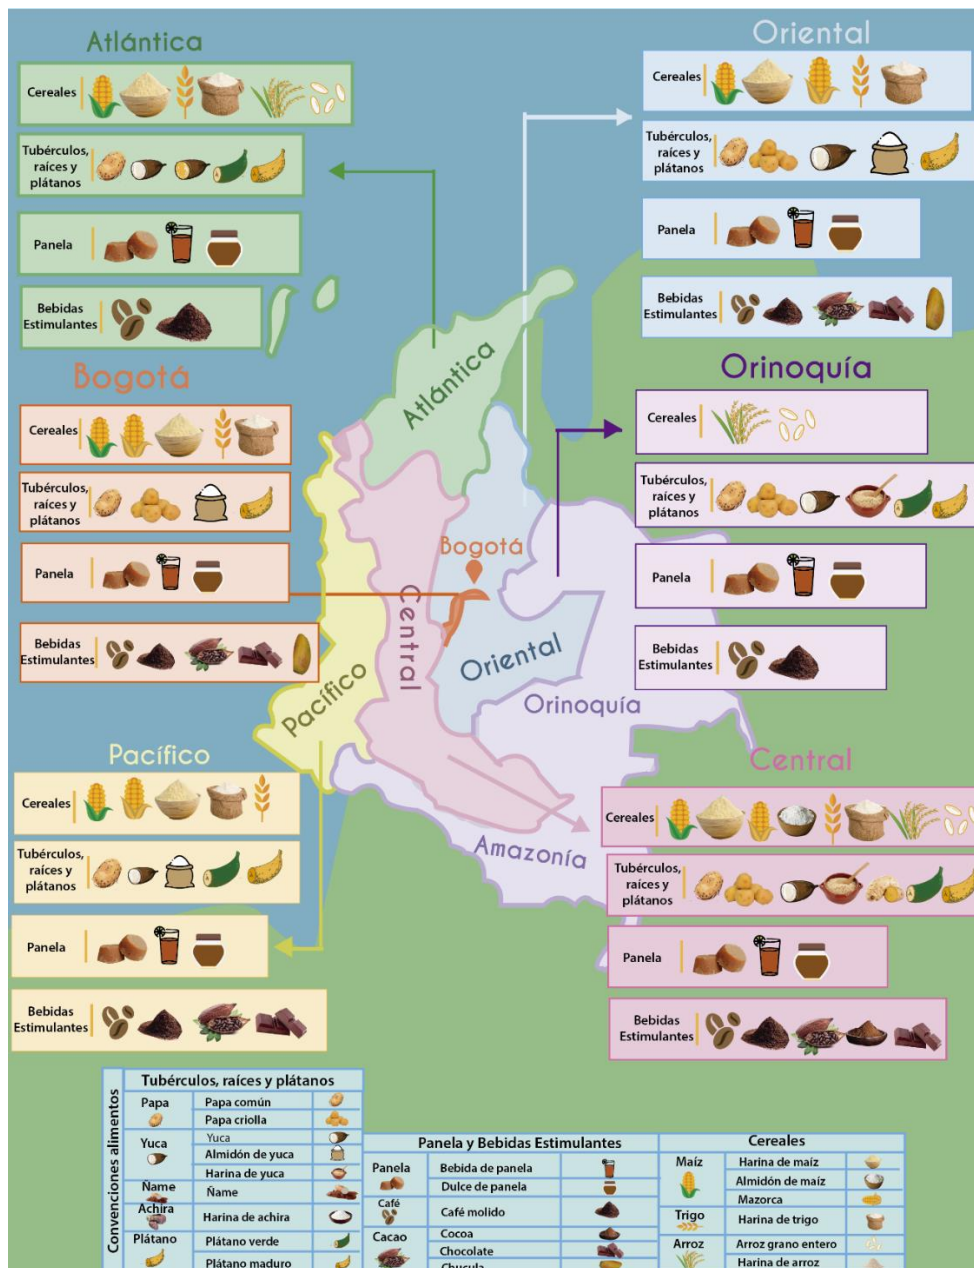 Atlántica
Cereales
Tubérculos,
raíces y
plátanos
Panela
Bebidas
Estimulantes
Oriental
Cereales
Tubérculos,
raíces y
plátanos
Panela
Bebidas
Estimulantes
Bogotá
Cereales
Tubérculos,
raíces y
plátanos
Panela
Bebidas
Estimulantes
Orinoquía
Cereales
Tubérculos,
raíces y
plátanos
Panela
Bebidas
Estimulantes
Atlántica
Bogotá
Central
Oriental
Pacífico
Orinoquía
Amazonía
Pacífico
Cereales
Tubérculos,
raíces y
plátanos
Panela
Bebidas
Estimulantes
Central
Cereales
Tubérculos,
raíces y
plátanos
Panela
Bebidas
Estimulantes
Convenciones alimentos
Tubérculos, raíces y plátanos
Papa
Papa común
Papa criolla
Yuca
Yuca
Almidón de yuca
Harina de yuca
Ñame
Ñame
Achira
Harina de achira
Plátano
Plátano verde
Plátano maduro
Panela y Bebidas Estimulantes
Panela
Bebida de panela
Dulce de panela
Café
Café molido
Cacao
Cocoa
Chocolate
Chucula
Cereales
Maíz
Harina de maíz
Almidón de maíz
Mazorca
Trigo
Harina de trigo
Arroz
Arroz grano entero
Harina de arroz